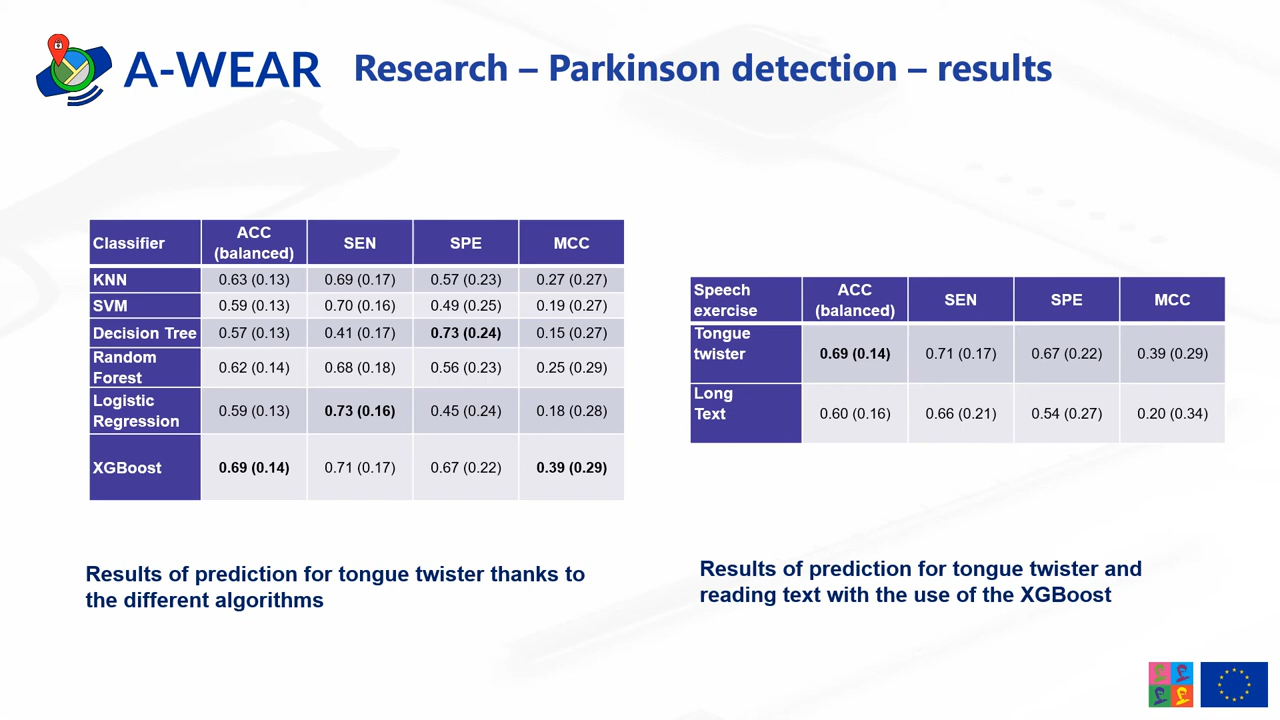 A-WEAR
Research – Parkinson detection – results
Classifier ACC (balanced) SEN SPE MCC
KNN 0.63 (0.13) 0.69 (0.17) 0.57 (0.23) 0.27 (0.27)
SVM 0.59 (0.13) 0.70 (0.16) 0.49 (0.25) 0.19 (0.27)
Decision Tree 0.57 (0.13) 0.41 (0.17) 0.73 (0.24) 0.15 (0.27)
Random Forest 0.62 (0.14) 0.68 (0.18) 0.56 (0.23) 0.25 (0.29)
Logistic Regression 0.59 (0.13) 0.73 (0.16) 0.45 (0.24) 0.18 (0.28)
XGBoost 0.69 (0.14) 0.71 (0.17) 0.67 (0.22) 0.39 (0.29)
Results of prediction for tongue twister thanks to
the different algorithms
Speech exercise ACC (balanced) SEN SPE MCC
Tongue twister 0.69 (0.14) 0.71 (0.17) 0.67 (0.22) 0.39 (0.29)
Long Text 0.60 (0.16) 0.66 (0.21) 0.54 (0.27) 0.20 (0.34)
Results of prediction for tongue twister and
reading text with the use of the XGBoost